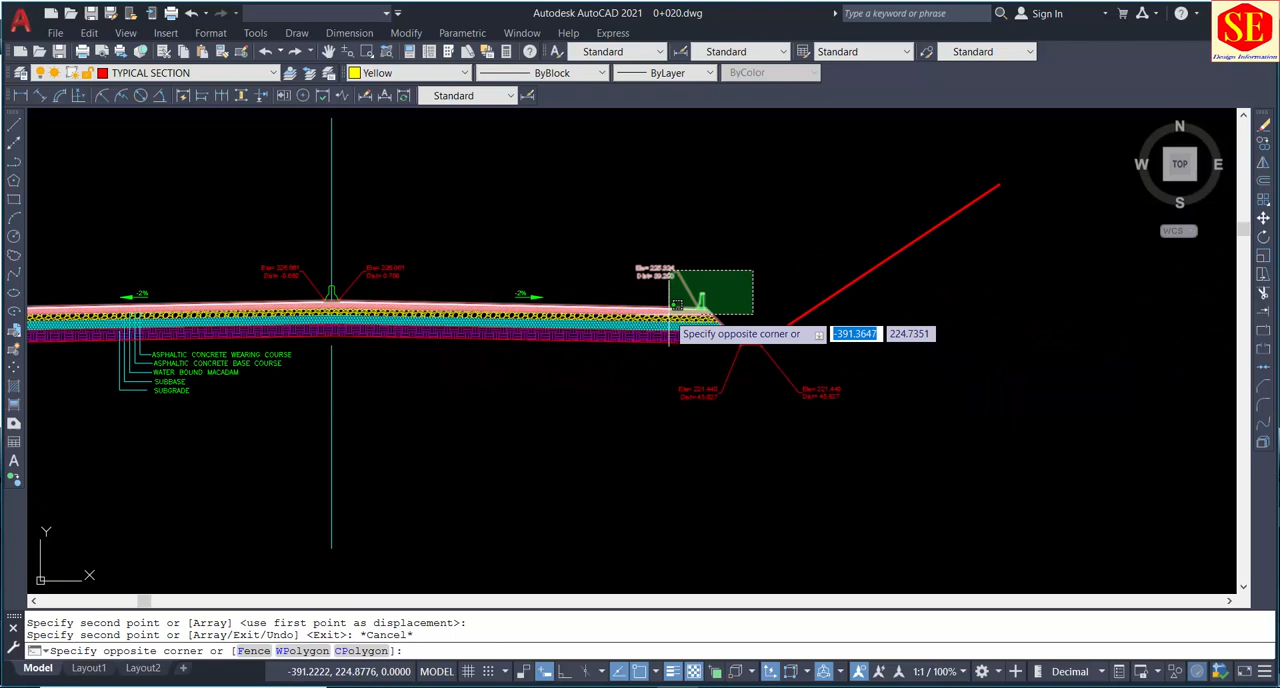 Autodesk AutoCAD 2021 0+020.dwg
Type a keyword or phrase
Sign In
SE
Design Information
File Edit View Insert Format Tools Draw Dimension Modify Parametric Window Help Express
Standard Standard Standard Standard
TYPICAL SECTION Yellow ByBlock ByLayer ByColor
Standard
N
W TOP E
S
WCS
-2% -2%
Specify opposite corner or -391.3647 224.7351
ASPHALTIC CONCRETE WEARING COURSE
ASPHALTIC CONCRETE BASE COURSE
WATER BOUND MACADAM
SUBBASE
SUBGRADE
Y
X
Specify second point or [Array] <use first point as displacement>:
Specify second point or [Array/Exit/Undo] <Exit>: *Cancel*
Specify opposite corner or [Fence WPolygon CPolygon]:
Model Layout1 Layout2 + -391.2222, 224.8776, 0.0000 MODEL 1:1 / 100% Decimal